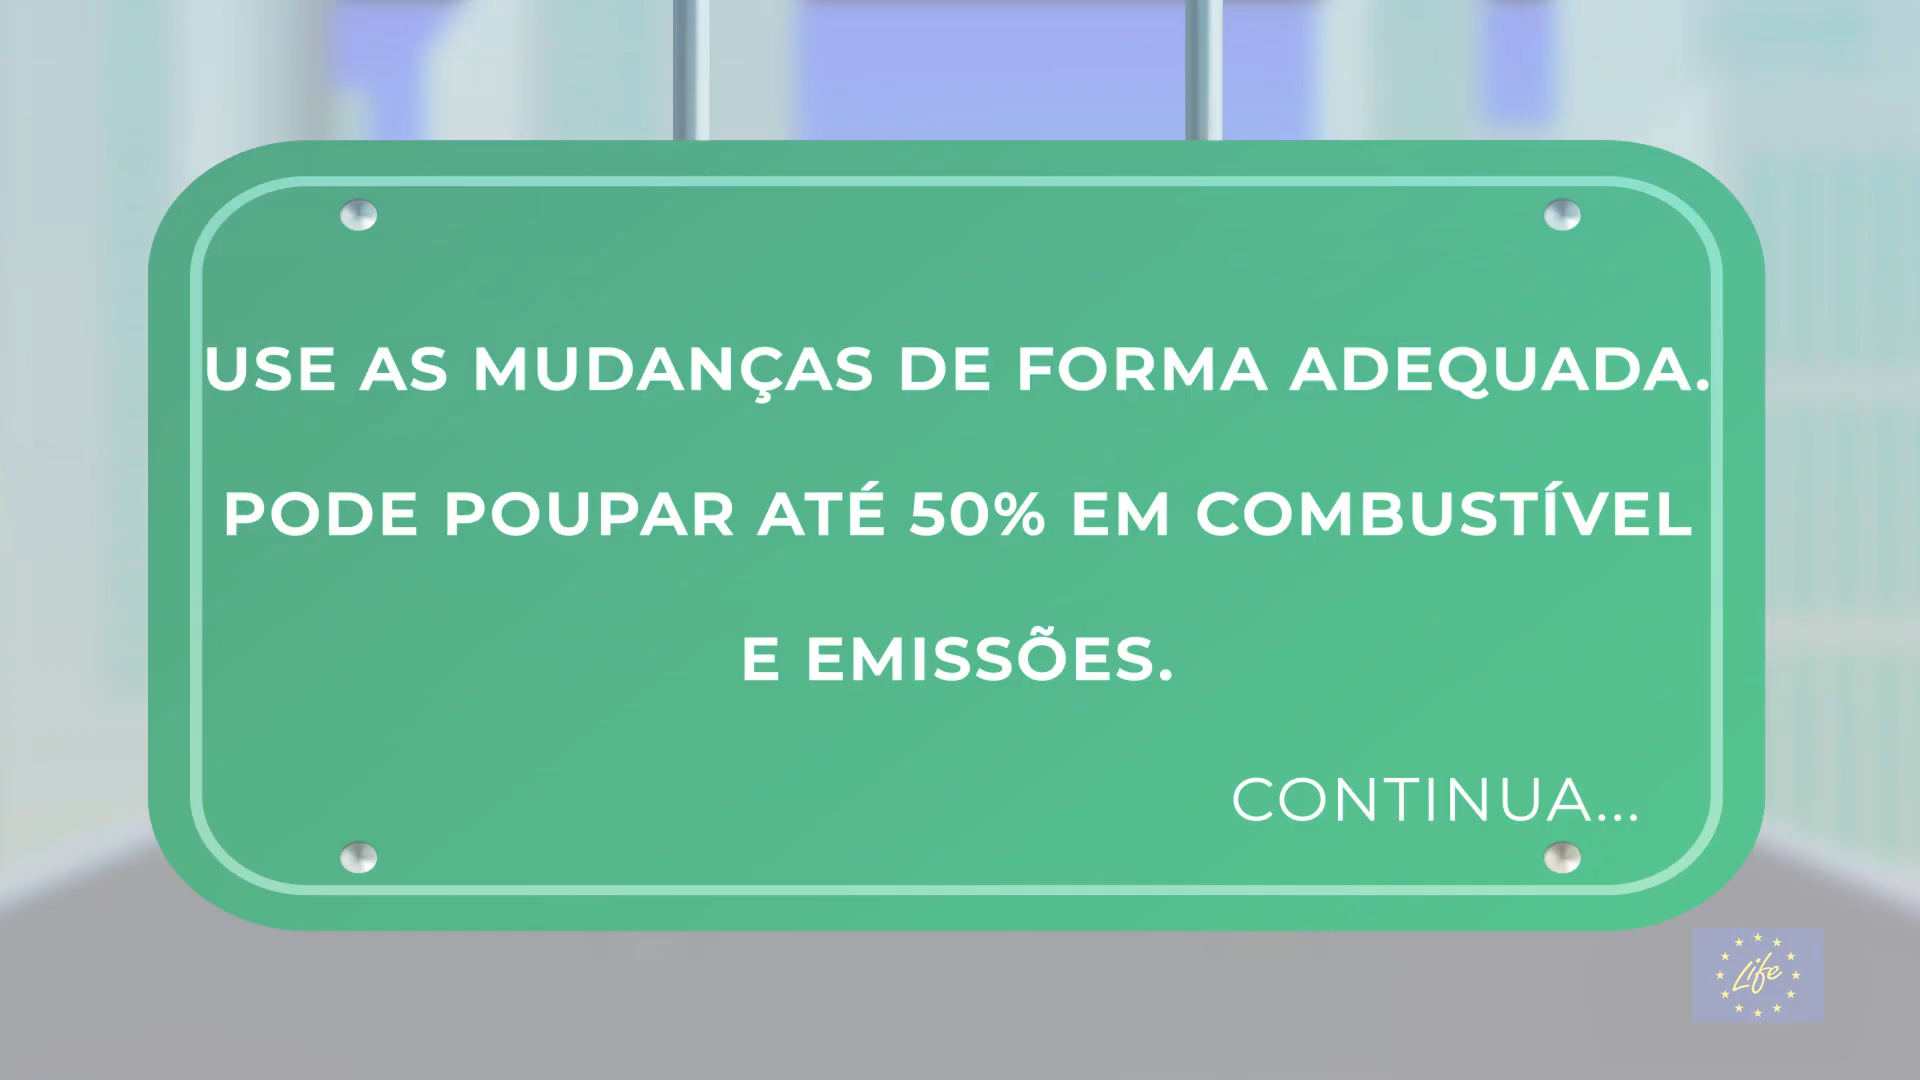 USE AS MUDANÇAS DE FORMA ADEQUADA.
PODE POUPAR ATÉ 50% EM COMBUSTÍVEL
E EMISSÕES.
CONTINUA...
Life